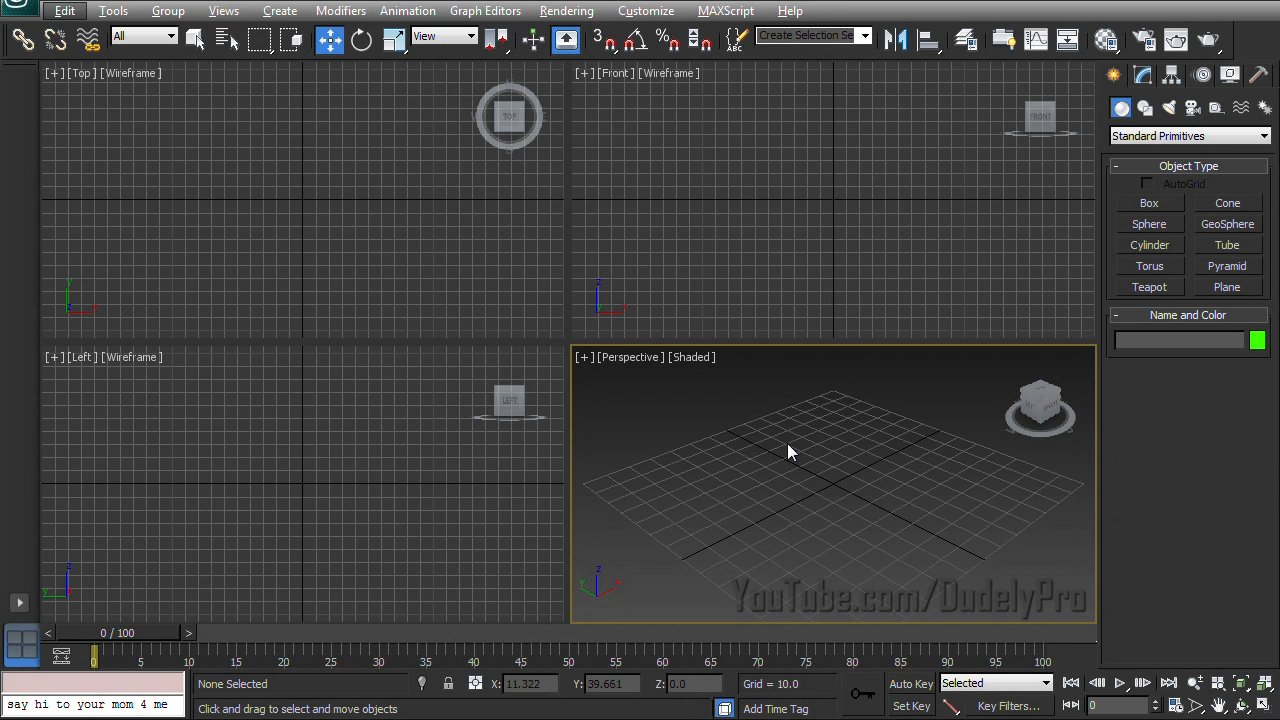 Edit Tools Group Views Create Modifiers Animation Graph Editors Rendering Customize MAXScript Help
All View 3 Create Selection Se
[+] [Top] [Wireframe]
TOP
[+] [Front] [Wireframe]
FRONT
Standard Primitives
- Object Type
AutoGrid
Box Cone
Sphere GeoSphere
Cylinder Tube
Torus Pyramid
Teapot Plane
- Name and Color
y z x
z y x
[+] [Left] [Wireframe]
LEFT
[+] [Perspective] [Shaded]
z y x
z y x
YouTube.com/DudelyPro
< 0 / 100 >
0 5 10 15 20 25 30 35 40 45 50 55 60 65 70 75 80 85 90 95 100
None Selected X: 11.322 Y: 39.661 Z: 0.0 Grid = 10.0 Auto Key Selected
say hi to your mom 4 me
Click and drag to select and move objects Add Time Tag Set Key Key Filters... 0